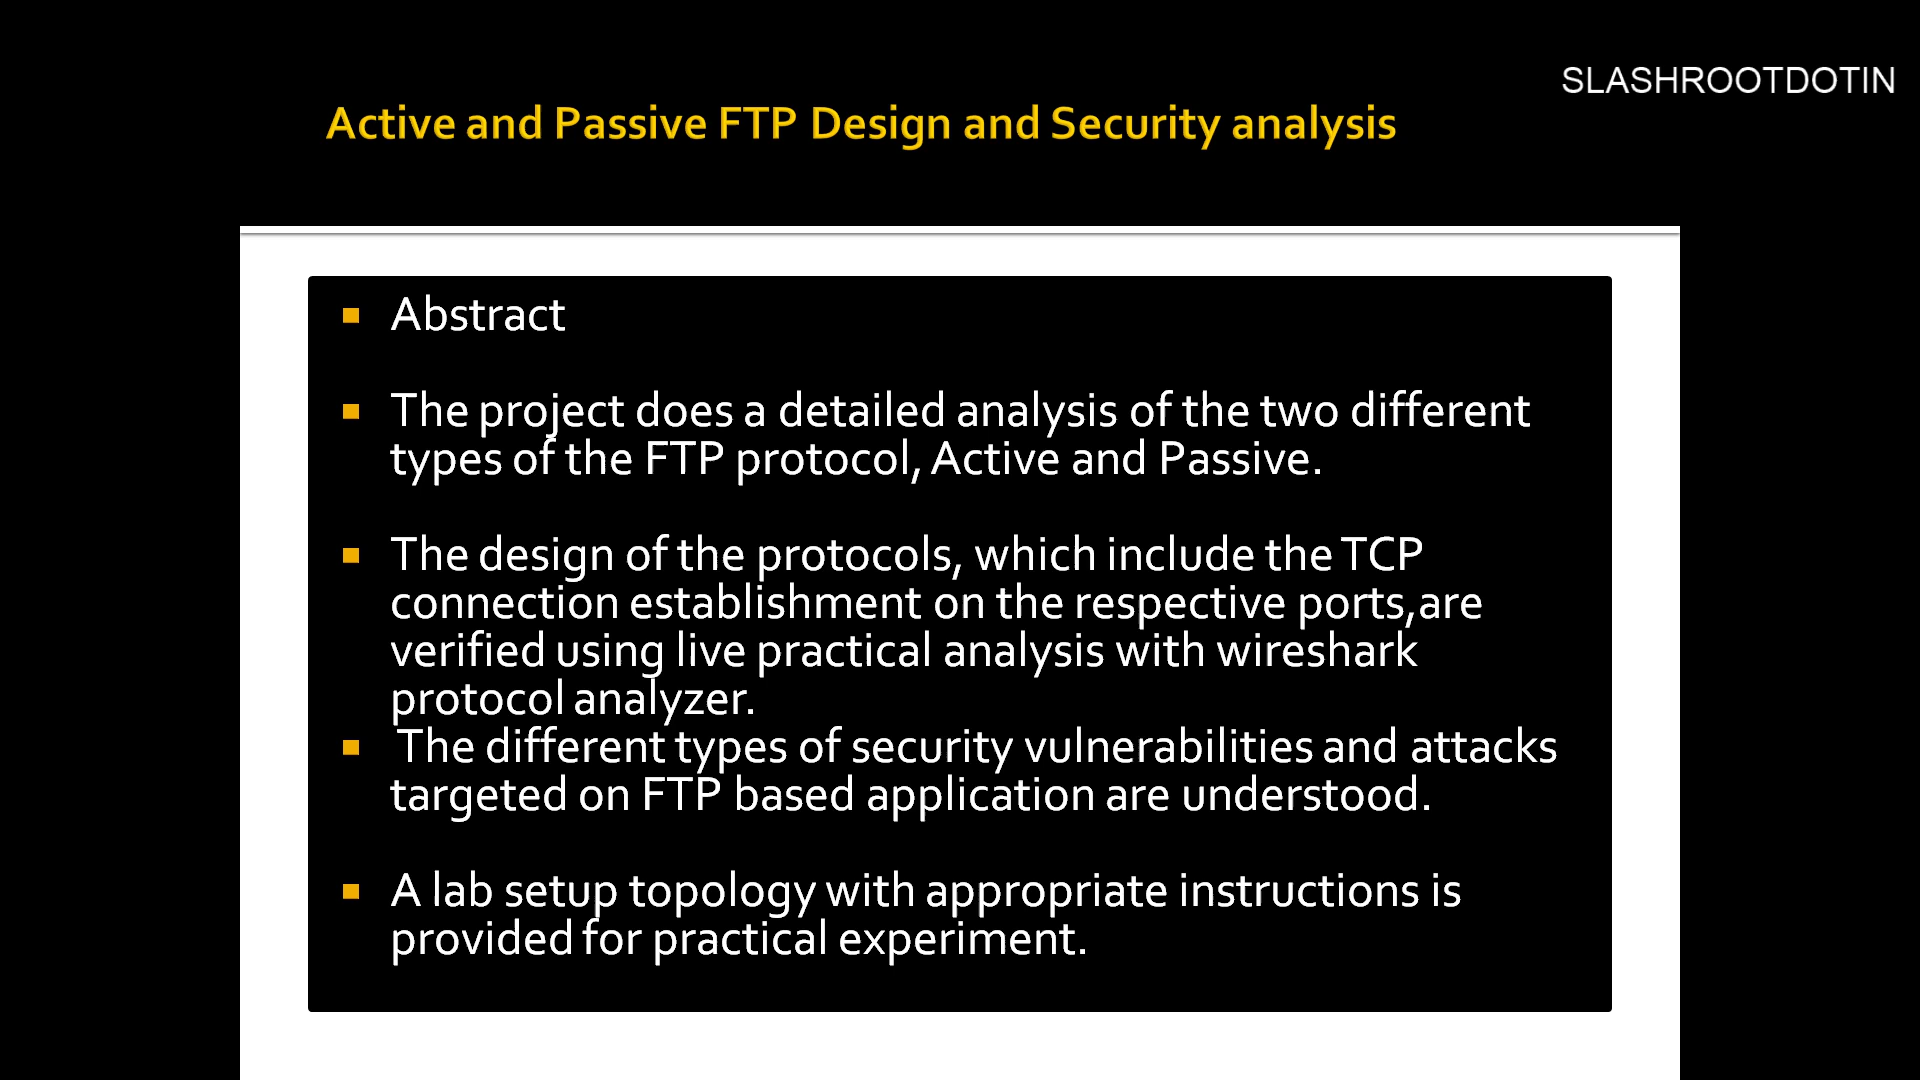 SLASHROOTDOTIN
Active and Passive FTP Design and Security analysis
Abstract
The project does a detailed analysis of the two different
types of the FTP protocol, Active and Passive.
The design of the protocols, which include the TCP
connection establishment on the respective ports,are
verified using live practical analysis with wireshark
protocol analyzer.
The different types of security vulnerabilities and attacks
targeted on FTP based application are understood.
A lab setup topology with appropriate instructions is
provided for practical experiment.